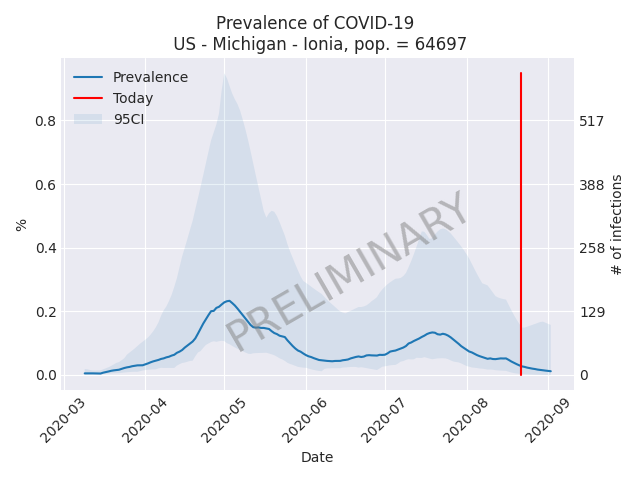 Prevalence of COVID-19
US - Michigan - Ionia, pop. = 64697
Prevalence
Today
95CI
0.8
0.6
0.4
0.2
0.0
%
517
388
258
129
0
# of infections
PRELIMINARY
2020-03
2020-04
2020-05
2020-06
2020-07
2020-08
2020-09
Date